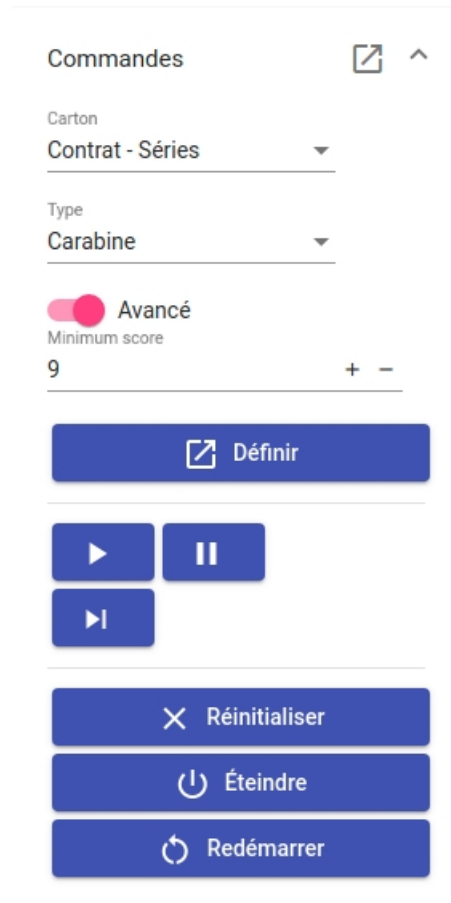 Commandes
Carton
Contrat - Séries
Type
Carabine
Avancé
Minimum score
9 + −
Définir
Réinitialiser
Éteindre
Redémarrer